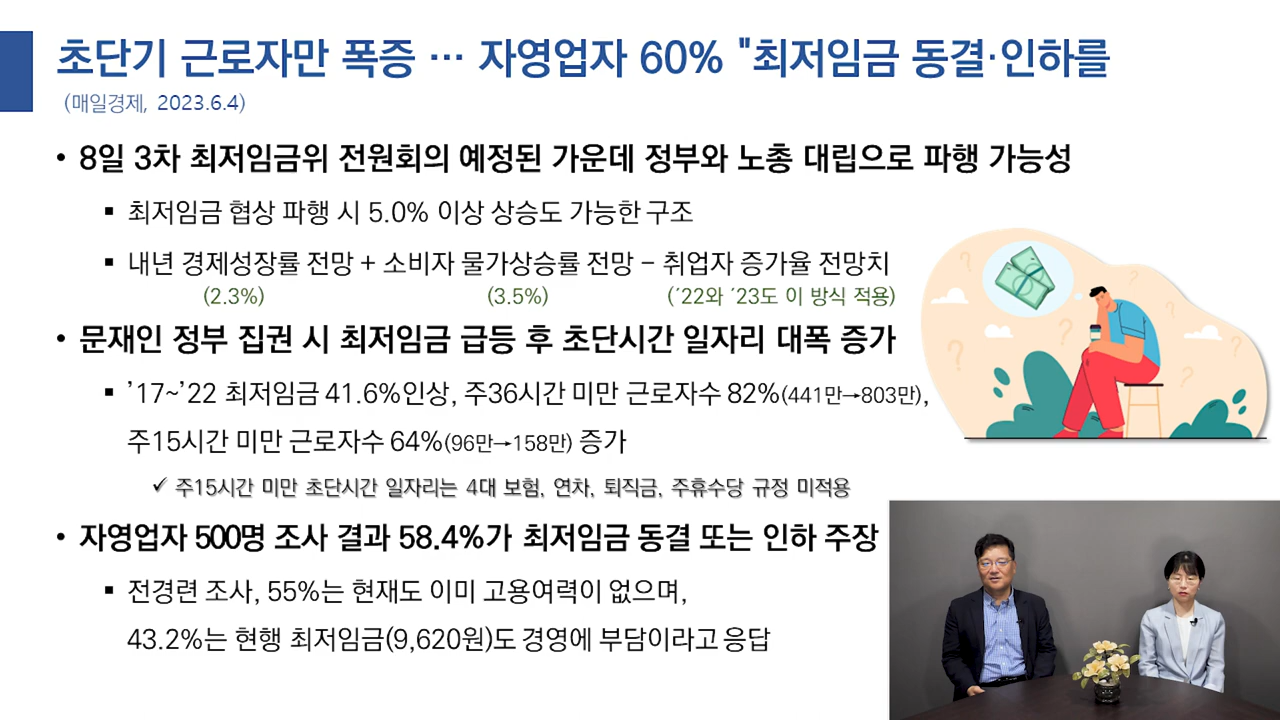 초단기 근로자만 폭증 … 자영업자 60% "최저임금 동결·인하를
(매일경제, 2023.6.4)
• 8일 3차 최저임금위 전원회의 예정된 가운데 정부와 노총 대립으로 파행 가능성
▪ 최저임금 협상 파행 시 5.0% 이상 상승도 가능한 구조
▪ 내년 경제성장률 전망 + 소비자 물가상승률 전망 – 취업자 증가율 전망치
(2.3%) (3.5%) (′22와 ′23도 이 방식 적용)
• 문재인 정부 집권 시 최저임금 급등 후 초단시간 일자리 대폭 증가
▪ ’17~’22 최저임금 41.6%인상, 주36시간 미만 근로자수 82%(441만→803만),
주15시간 미만 근로자수 64%(96만→158만) 증가
✓ 주15시간 미만 초단시간 일자리는 4대 보험, 연차, 퇴직금, 주휴수당 규정 미적용
• 자영업자 500명 조사 결과 58.4%가 최저임금 동결 또는 인하 주장
▪ 전경련 조사, 55%는 현재도 이미 고용여력이 없으며,
43.2%는 현행 최저임금(9,620원)도 경영에 부담이라고 응답